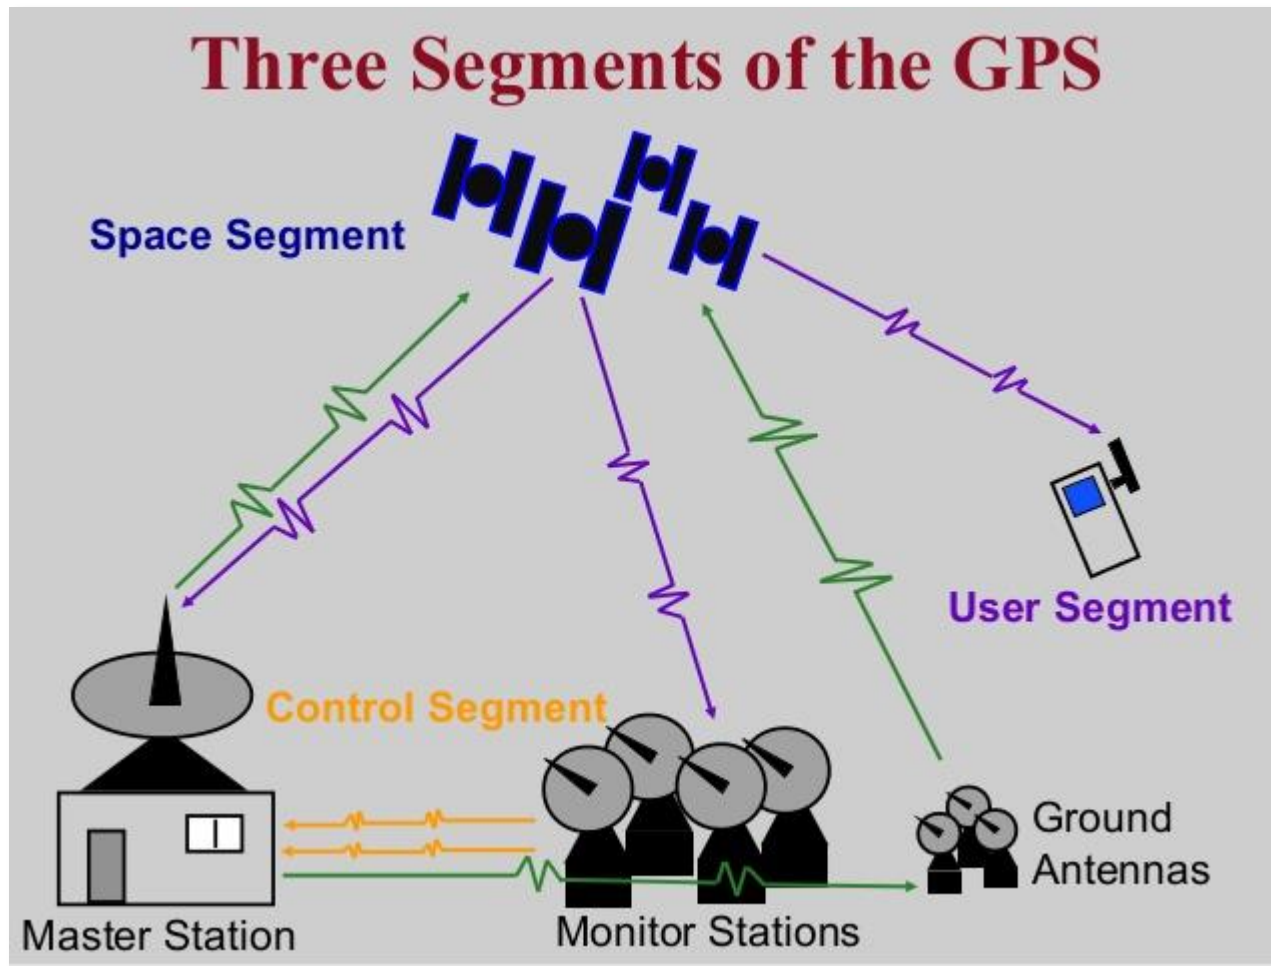 Three Segments of the GPS
Space Segment
User Segment
Control Segment
Ground
Antennas
Master Station
Monitor Stations